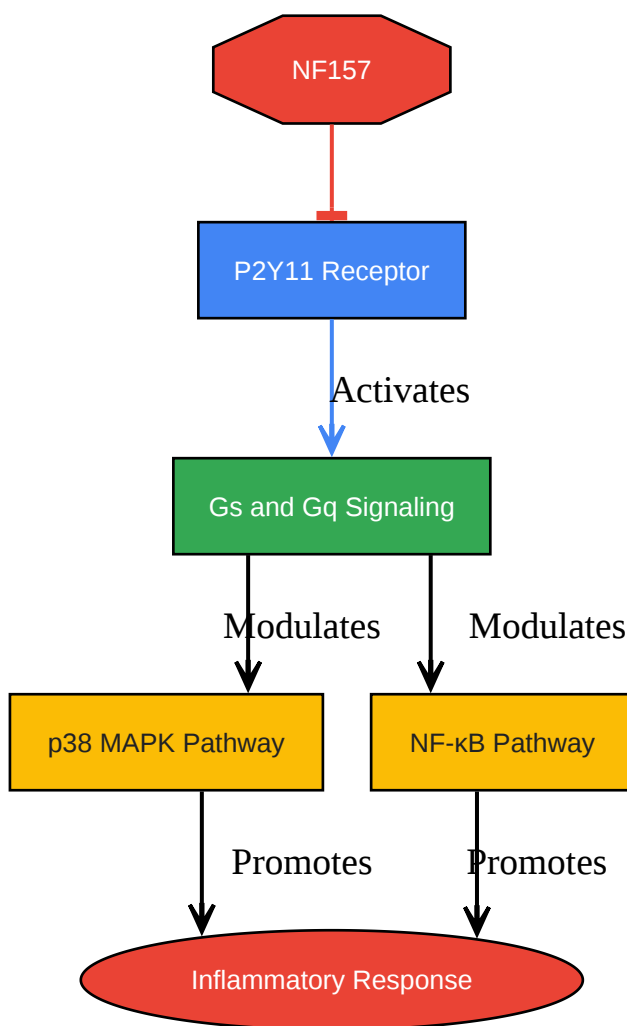 NF157
P2Y11 Receptor
Activates
Gs and Gq Signaling
Modulates
Modulates
p38 MAPK Pathway
NF-κB Pathway
Promotes
Promotes
Inflammatory Response